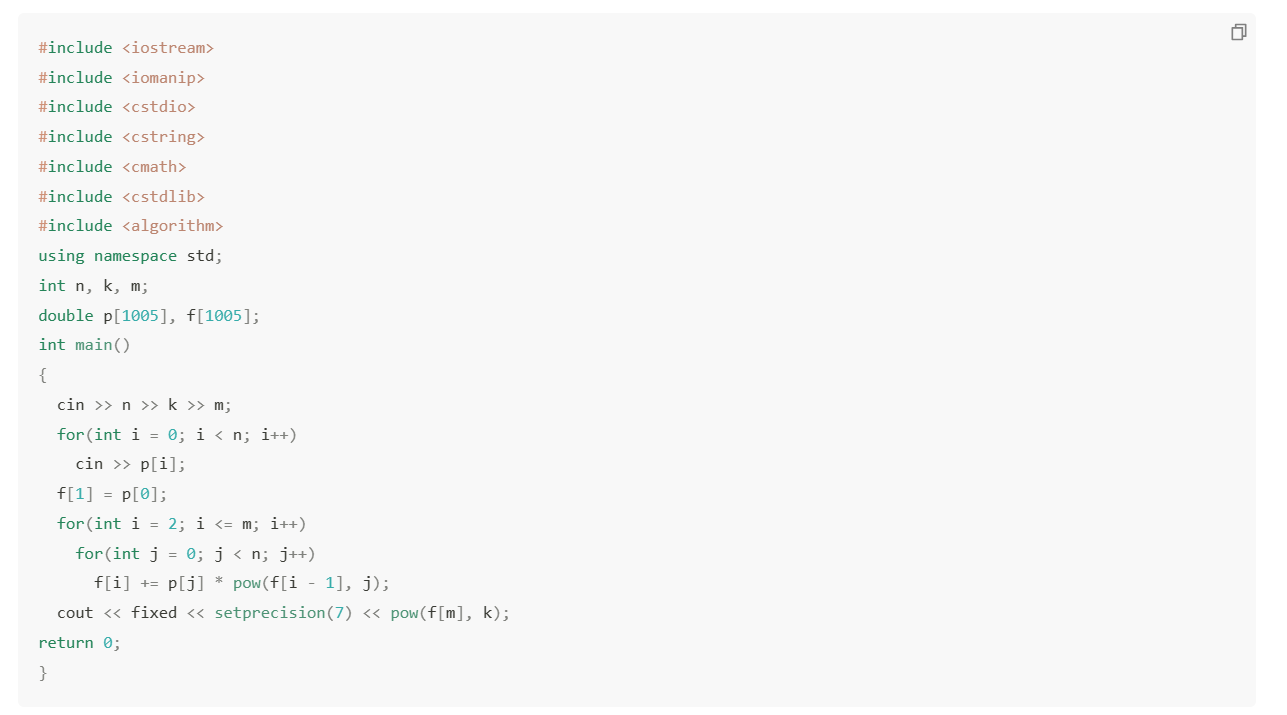 #include <iostream>
#include <iomanip>
#include <cstdio>
#include <cstring>
#include <cmath>
#include <cstdlib>
#include <algorithm>
using namespace std;
int n, k, m;
double p[1005], f[1005];
int main()
{
  cin >> n >> k >> m;
  for(int i = 0; i < n; i++)
    cin >> p[i];
  f[1] = p[0];
  for(int i = 2; i <= m; i++)
    for(int j = 0; j < n; j++)
      f[i] += p[j] * pow(f[i - 1], j);
  cout << fixed << setprecision(7) << pow(f[m], k);
return 0;
}